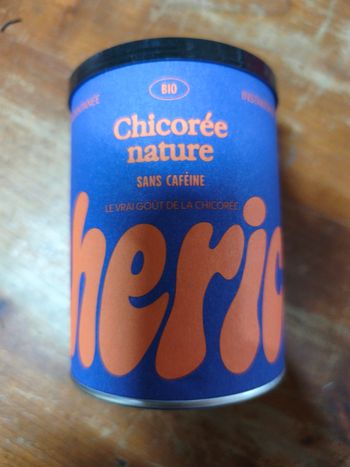 BIO
Chicorée
nature
SANS CAFÉINE
LE VRAI GOÛT DE LA CHICORÉE
heric